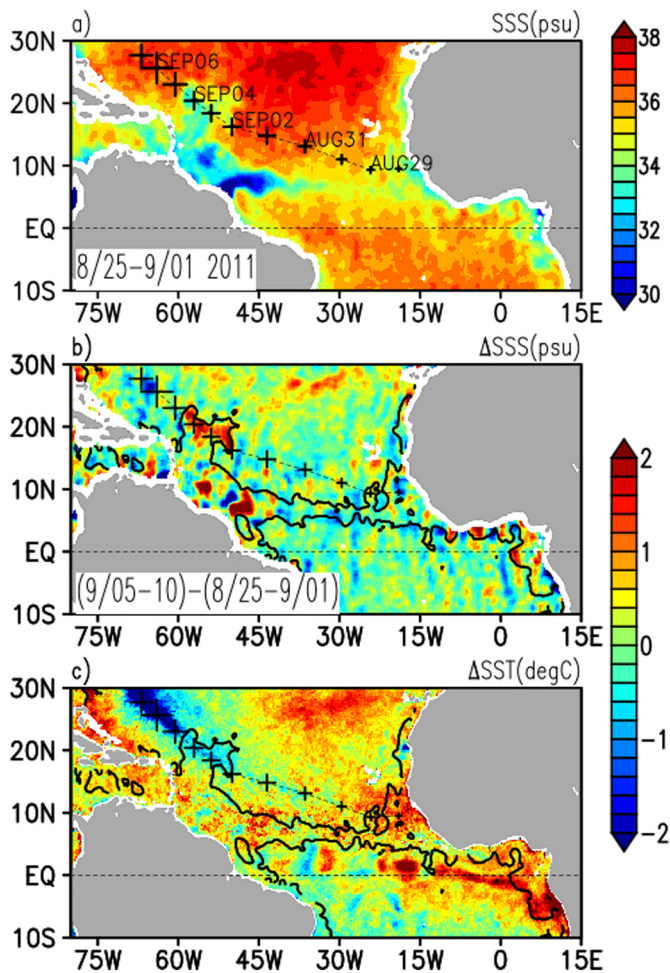 a) SSS(psu)
30N
20N
10N
EQ
10S
SEP06
SEP04
SEP02
AUG31
AUG29
8/25-9/01 2011
75W 60W 45W 30W 15W 0 15E
38
36
34
32
30
b) ΔSSS(psu)
30N
20N
10N
EQ
10S
(9/05-10)-(8/25-9/01)
75W 60W 45W 30W 15W 0 15E
c) ΔSST(degC)
30N
20N
10N
EQ
10S
75W 60W 45W 30W 15W 0 15E
2
1
0
-1
-2